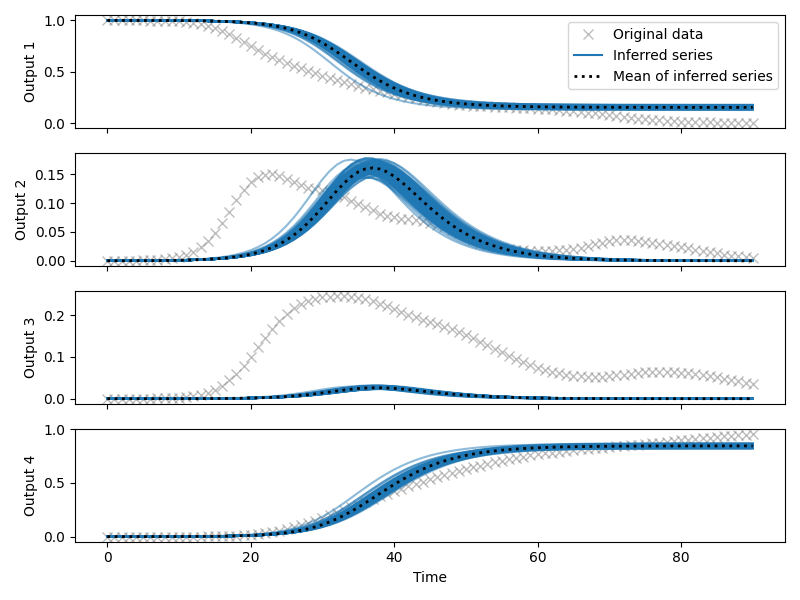 Output 1
1.0
0.5
0.0
Original data
Inferred series
Mean of inferred series
Output 2
0.15
0.10
0.05
0.00
Output 3
0.2
0.1
0.0
Output 4
1.0
0.5
0.0
0 20 40 60 80
Time